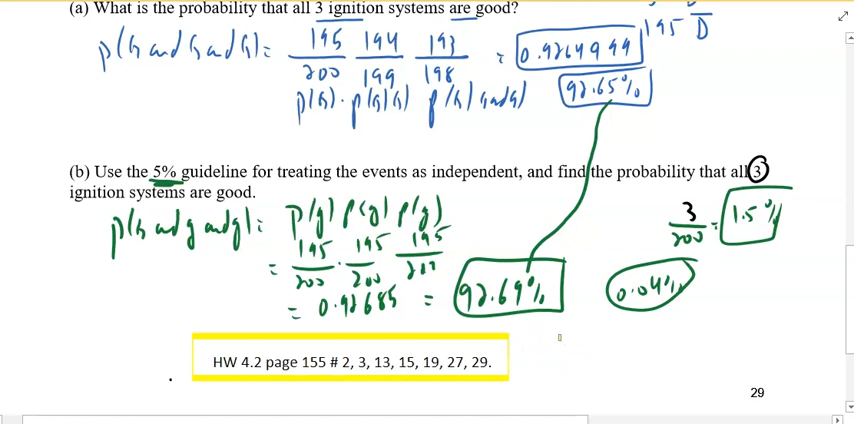 (a) What is the probability that all 3 ignition systems are good?
195 D
p(G and G and G) = 195/200 194/199 193/198 = 0.9264999
p(G) · p(G|G) p(G|G and G) 92.65%
(b) Use the 5% guideline for treating the events as independent, and find the probability that all 3
ignition systems are good.
p(G and g and g) = p(g) p(g) p(g)
3/200 = 1.5%
= 195/200 · 195/200 195/200
= 0.92685 = 92.69%
0.04%
HW 4.2 page 155 # 2, 3, 13, 15, 19, 27, 29.
29